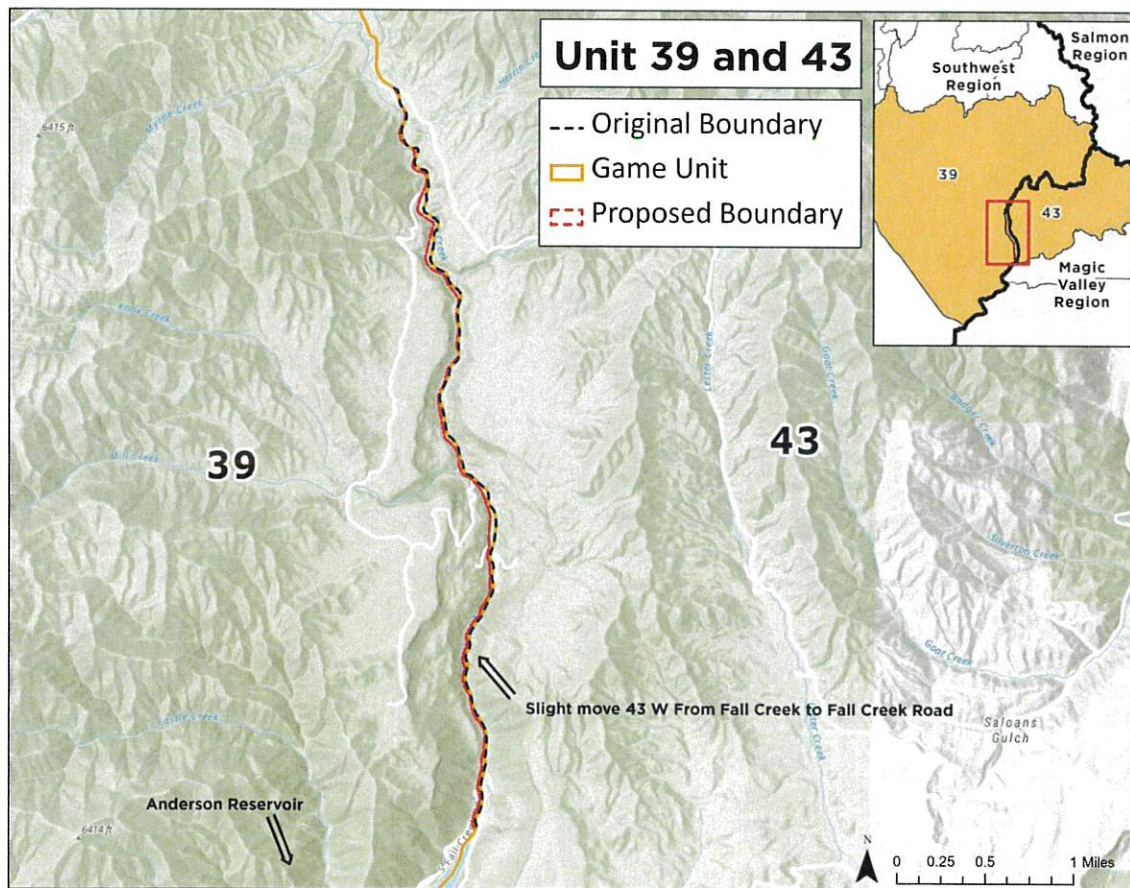 Unit 39 and 43
Original Boundary
Game Unit
Proposed Boundary
Salmon
Region
Southwest
Region
39
43
Magic
Valley
Region
6415 ft
Myrtle Creek
Creek
Lester Creek
Goat Creek
Badger Creek
39
43
Mill Creek
Silverton Creek
Goat Creek
Slight move 43 W From Fall Creek to Fall Creek Road
Saloans
Gulch
Castle Creek
Anderson Reservoir
6414 ft
N
0 0.25 0.5 1 Miles